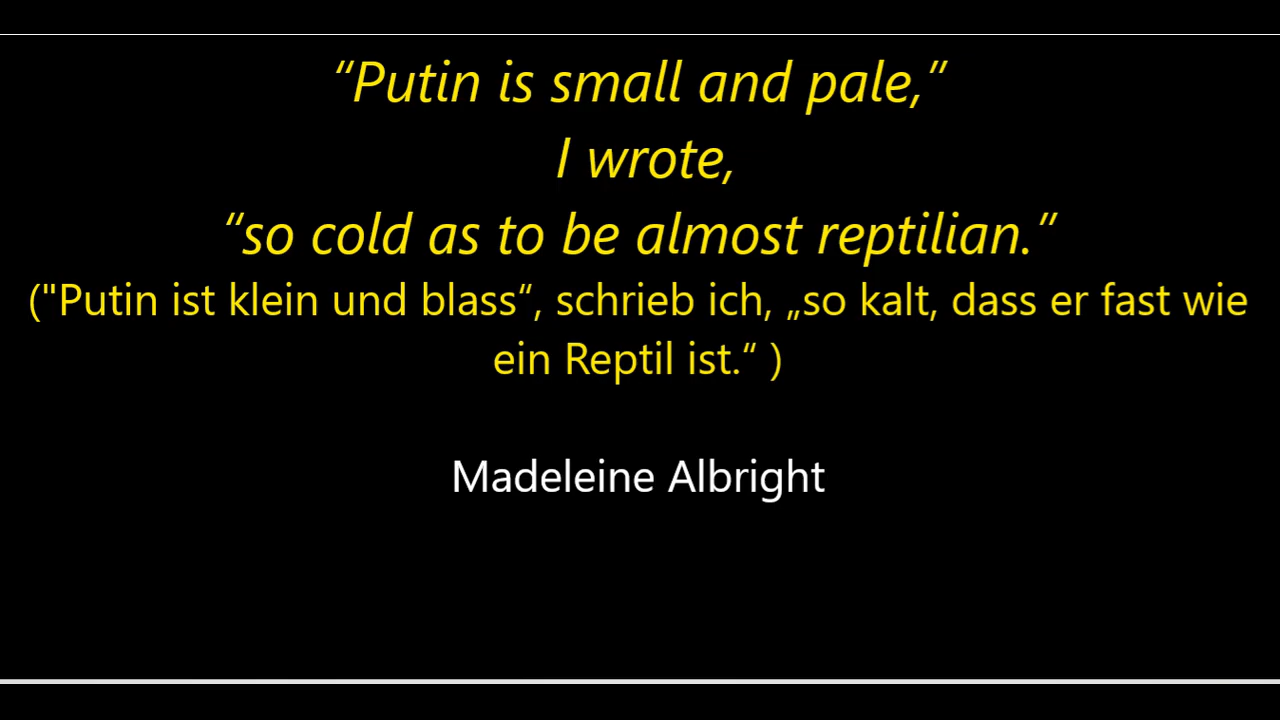 “Putin is small and pale,”
I wrote,
“so cold as to be almost reptilian.”
("Putin ist klein und blass“, schrieb ich, „so kalt, dass er fast wie
ein Reptil ist.“ )
Madeleine Albright